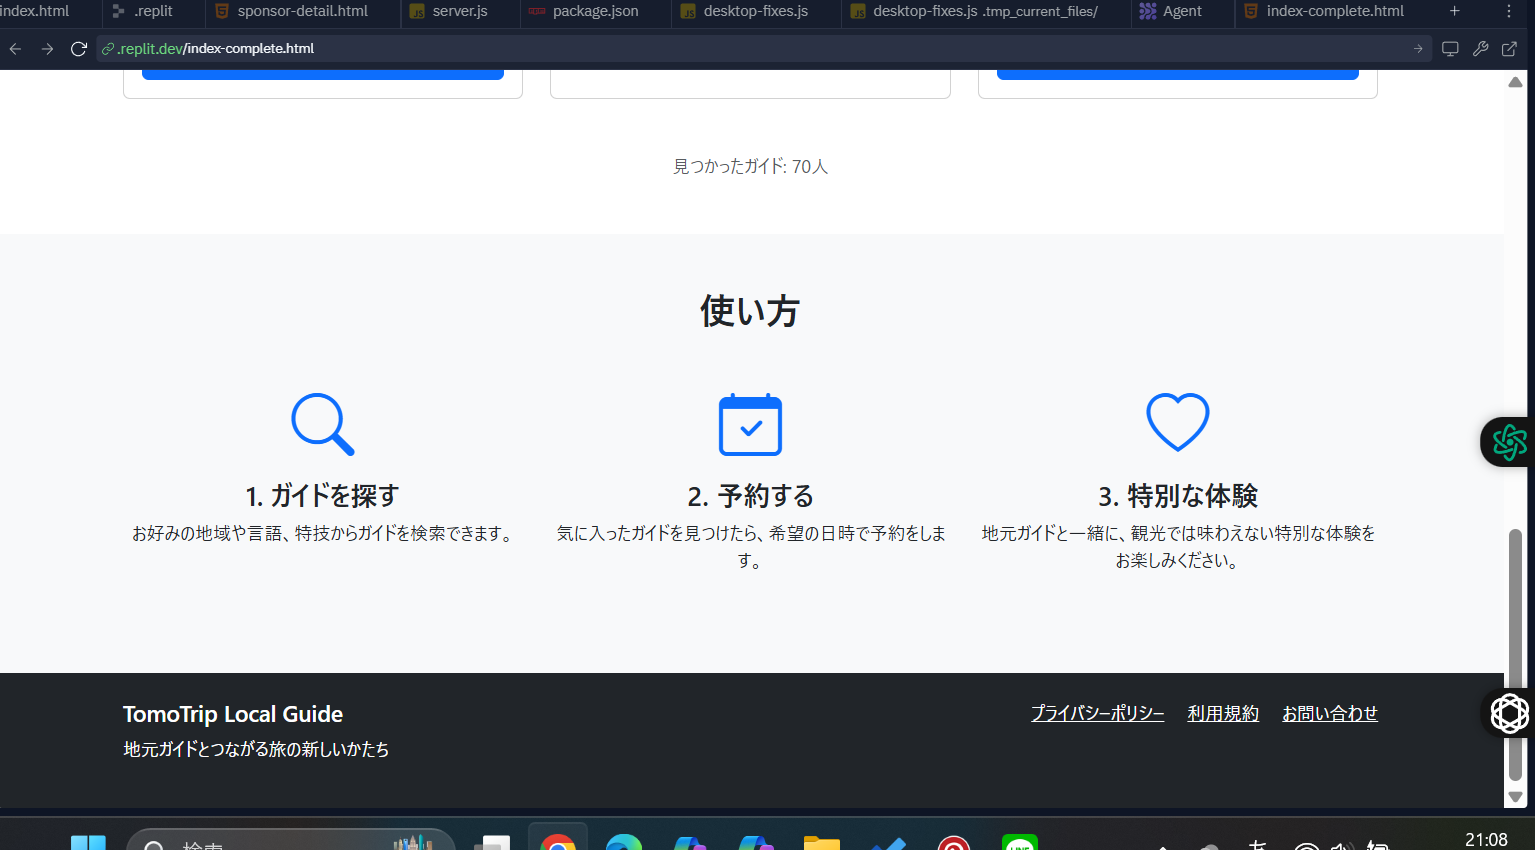 index.html
.replit
sponsor-detail.html
server.js
package.json
desktop-fixes.js
desktop-fixes.js .tmp_current_files/
Agent
index-complete.html
.replit.dev/index-complete.html
見つかったガイド: 70人
使い方
1. ガイドを探す
お好みの地域や言語、特技からガイドを検索できます。
2. 予約する
気に入ったガイドを見つけたら、希望の日時で予約をしま
す。
3. 特別な体験
地元ガイドと一緒に、観光では味わえない特別な体験を
お楽しみください。
TomoTrip Local Guide
地元ガイドとつながる旅の新しいかたち
プライバシーポリシー
利用規約
お問い合わせ
検索
LINE
あ
21:08